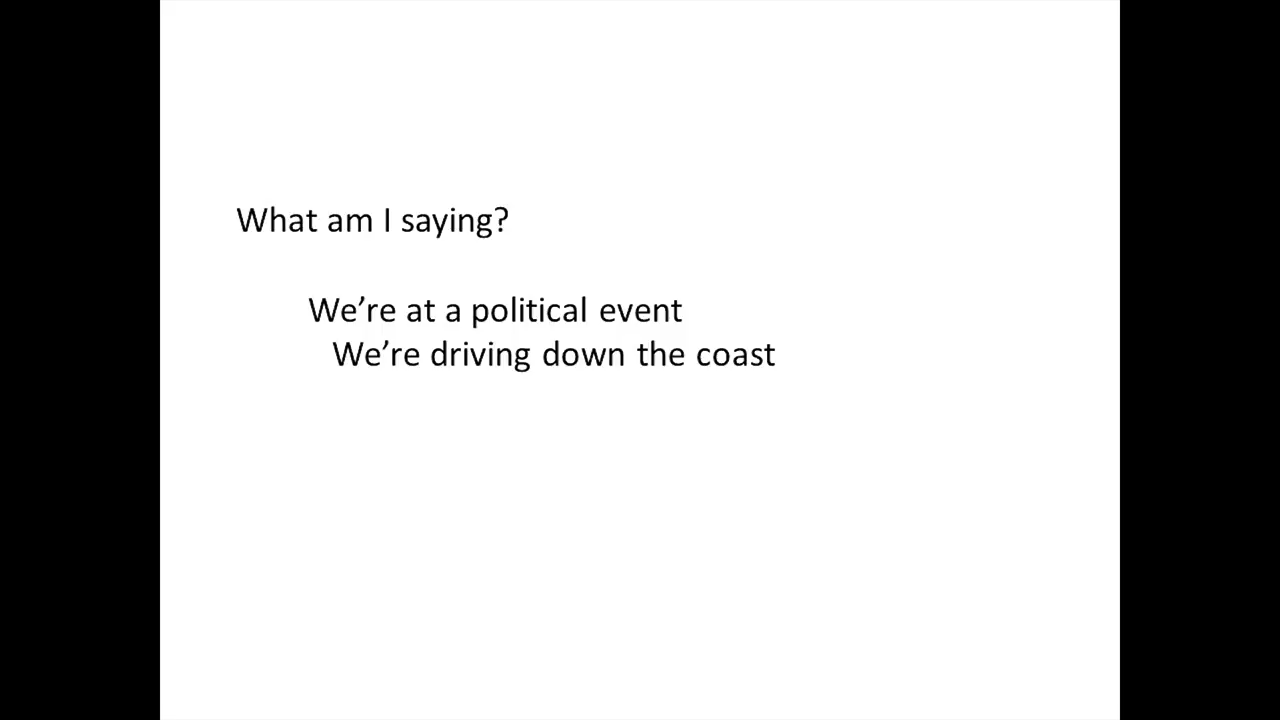 What am I saying?
We’re at a political event
We’re driving down the coast